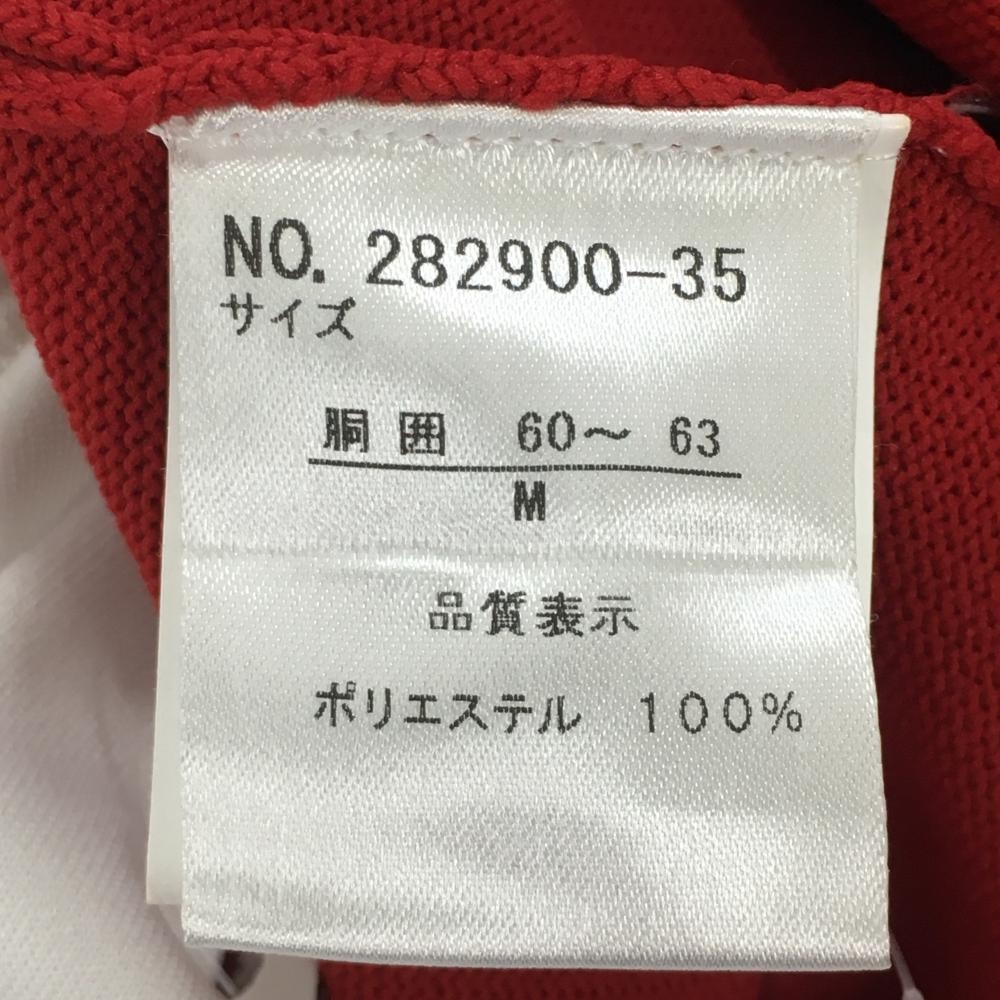 NO. 282900-35
サイズ
胴囲 60〜 63
M
品質表示
ポリエステル 100%